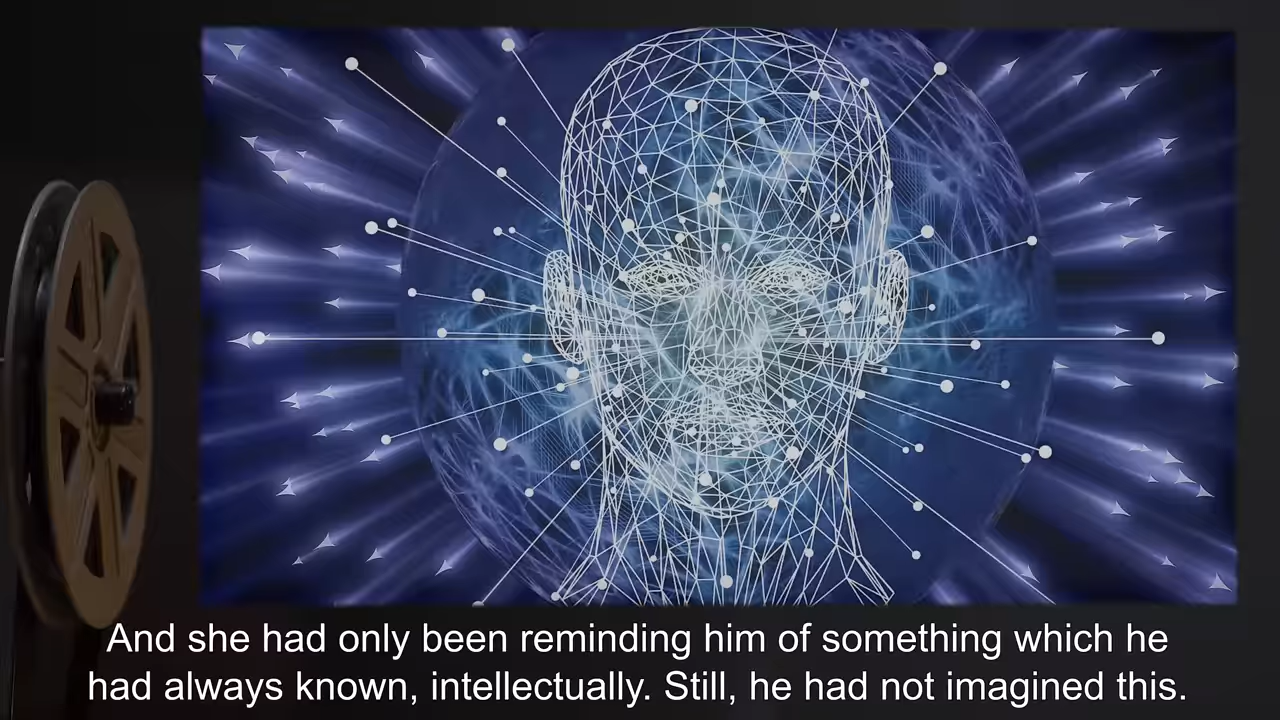 And she had only been reminding him of something which he
had always known, intellectually. Still, he had not imagined this.